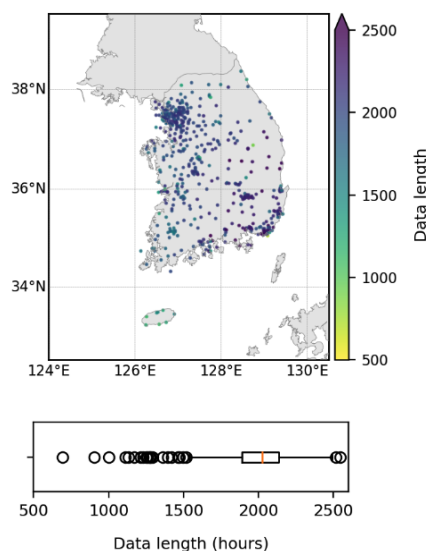 38°N
36°N
34°N
124°E 126°E 128°E 130°E
2500
2000
1500
1000
500
Data length
500 1000 1500 2000 2500
Data length (hours)